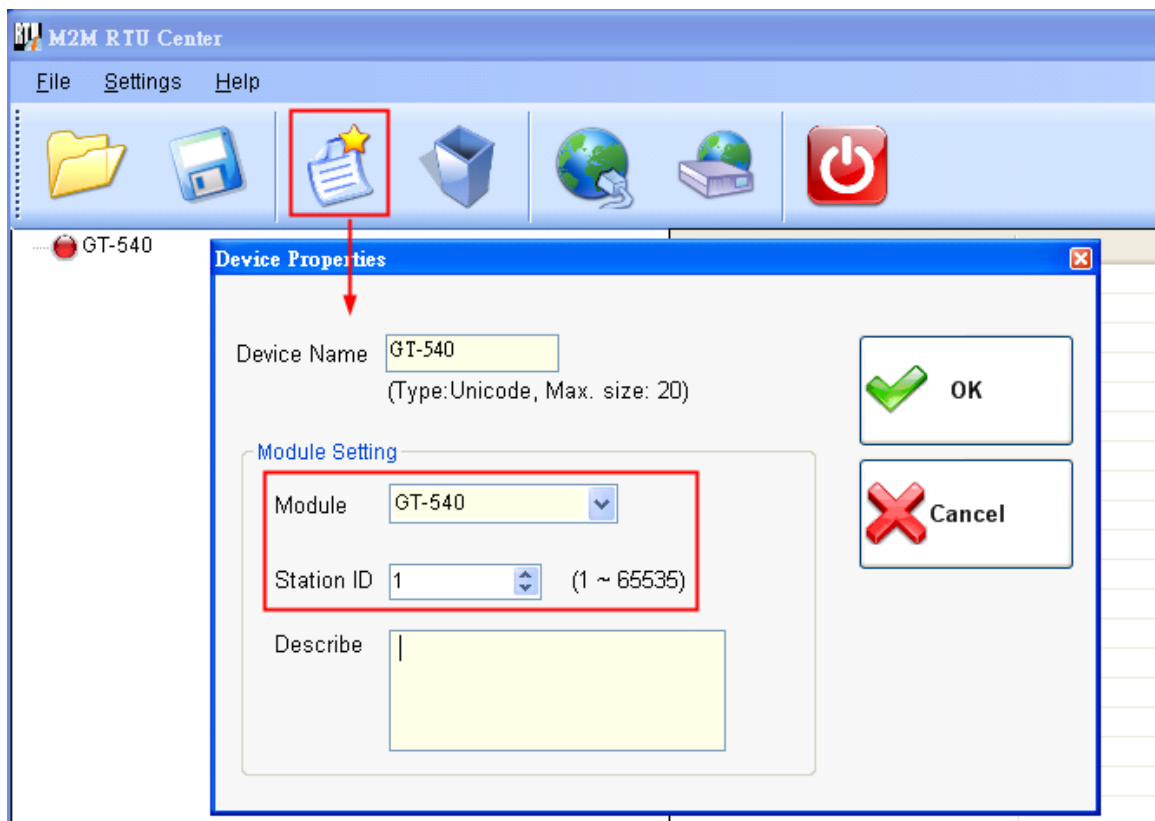 RTU M2M RTU Center
File Settings Help
GT-540
Device Properties
Device Name GT-540
(Type:Unicode, Max. size: 20)
OK
Module Setting
Module GT-540
Cancel
Station ID 1 (1 ~ 65535)
Describe